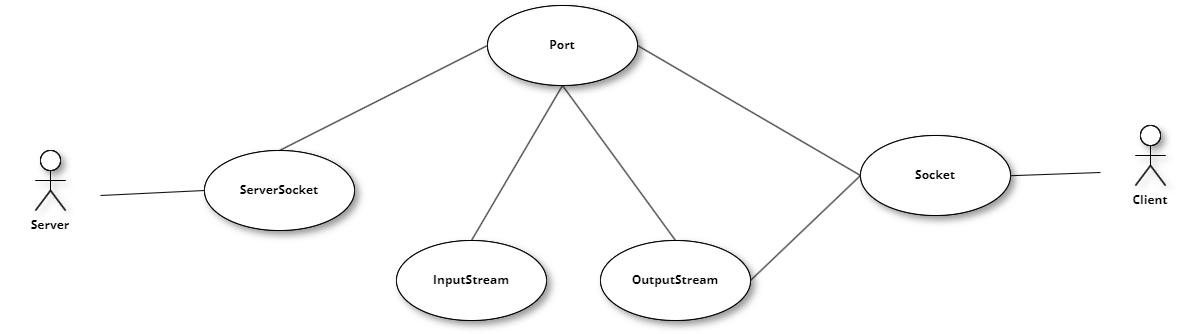 Port
ServerSocket
Socket
Server
Client
InputStream
OutputStream